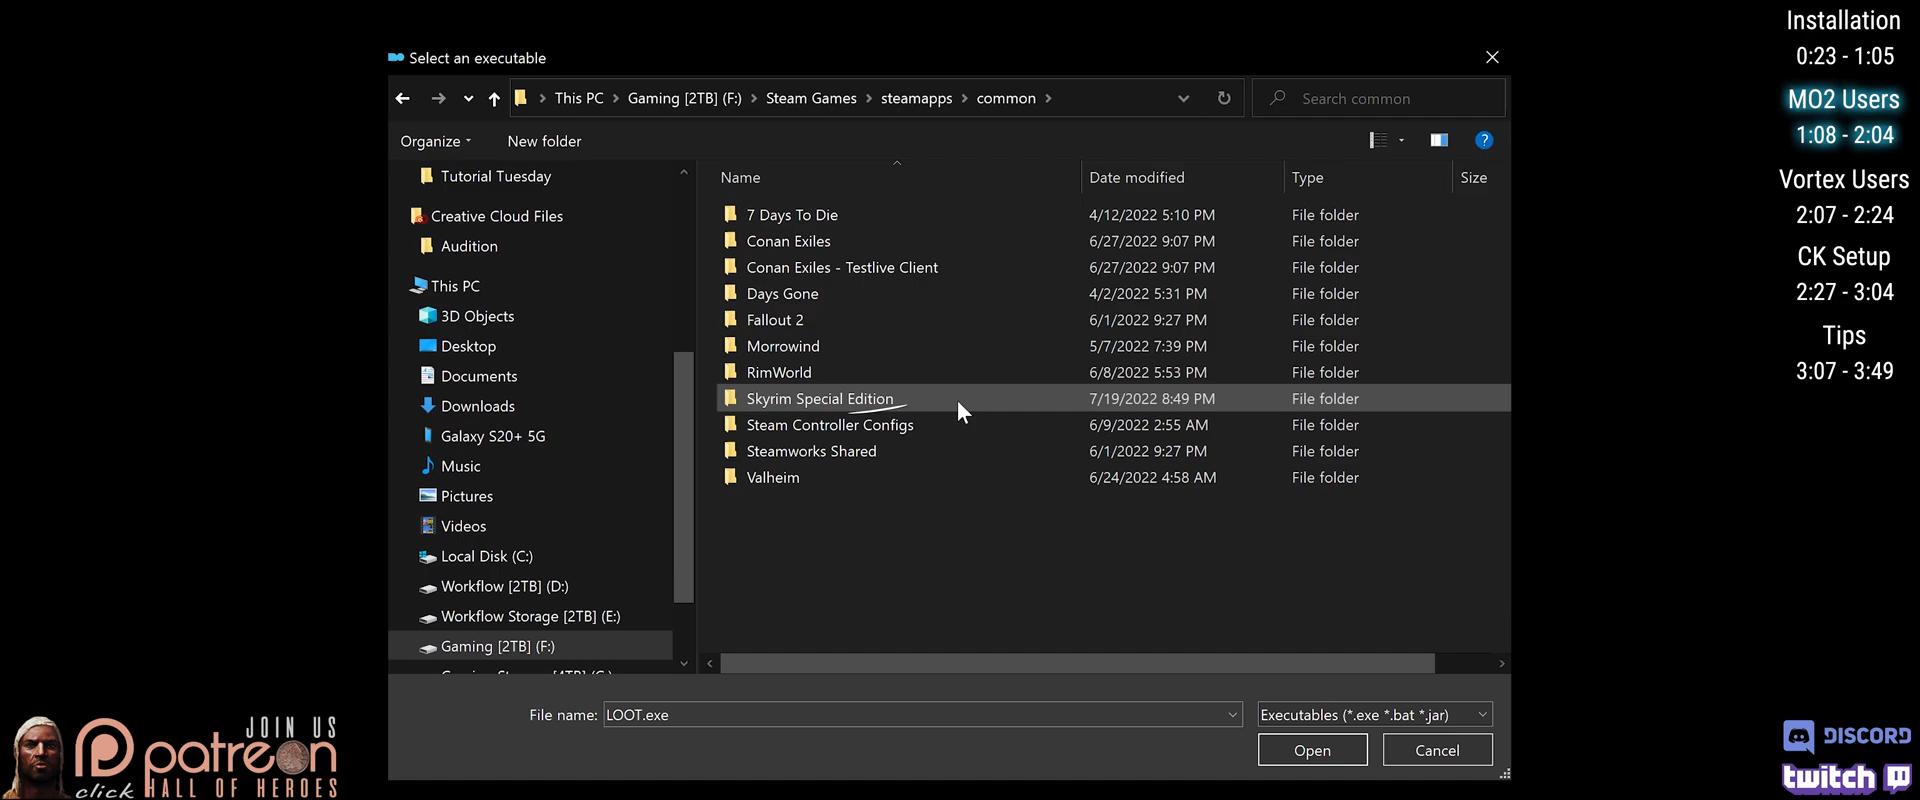 Select an executable
This PC > Gaming [2TB] (F:) > Steam Games > steamapps > common >
Search common
Organize
New folder
?
Tutorial Tuesday
Creative Cloud Files
Audition
This PC
3D Objects
Desktop
Documents
Downloads
Galaxy S20+ 5G
Music
Pictures
Videos
Local Disk (C:)
Workflow [2TB] (D:)
Workflow Storage [2TB] (E:)
Gaming [2TB] (F:)
Name Date modified Type Size
7 Days To Die 4/12/2022 5:10 PM File folder
Conan Exiles 6/27/2022 9:07 PM File folder
Conan Exiles - Testlive Client 6/27/2022 9:07 PM File folder
Days Gone 4/2/2022 5:31 PM File folder
Fallout 2 6/1/2022 9:27 PM File folder
Morrowind 5/7/2022 7:39 PM File folder
RimWorld 6/8/2022 5:53 PM File folder
Skyrim Special Edition 7/19/2022 8:49 PM File folder
Steam Controller Configs 6/9/2022 2:55 AM File folder
Steamworks Shared 6/1/2022 9:27 PM File folder
Valheim 6/24/2022 4:58 AM File folder
File name: LOOT.exe
Executables (*.exe *.bat *.jar)
Open
Cancel
Installation
0:23 - 1:05
MO2 Users
1:08 - 2:04
Vortex Users
2:07 - 2:24
CK Setup
2:27 - 3:04
Tips
3:07 - 3:49
JOIN US
patreon
click HALL OF HEROES
DISCORD
twitch